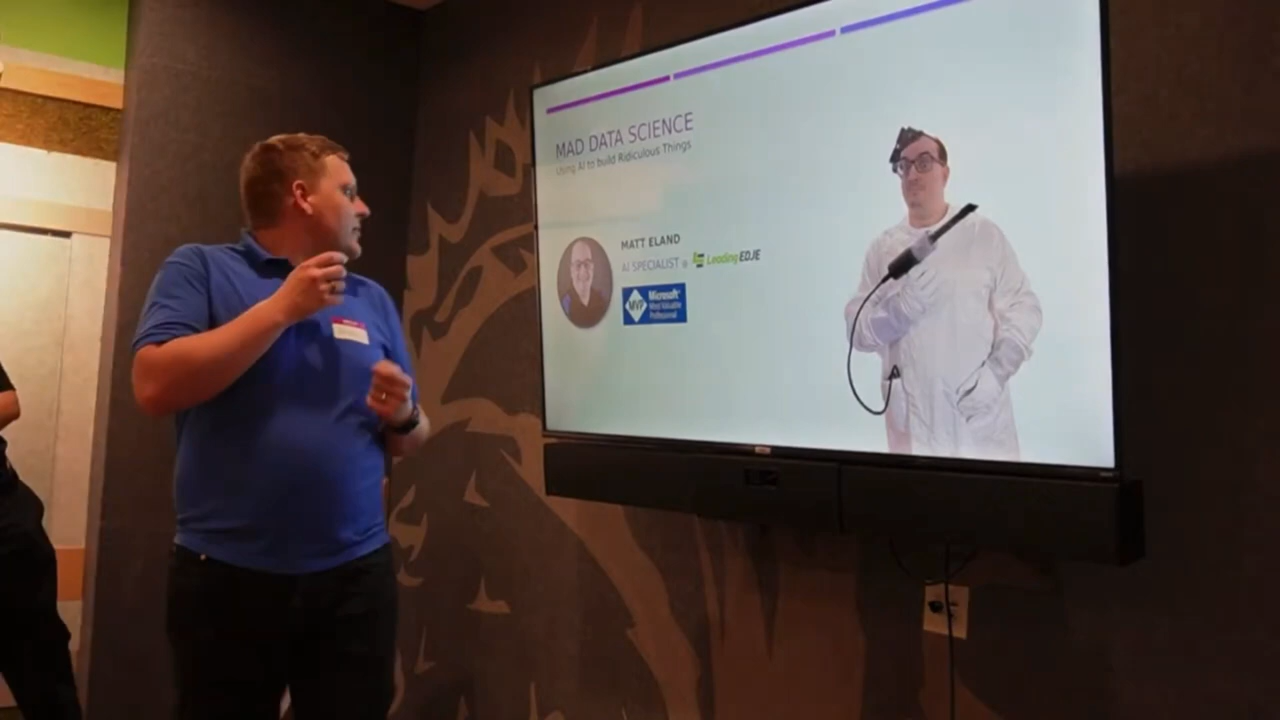 MAD DATA SCIENCE
Using AI to build Ridiculous Things
MATT ELAND
AI SPECIALIST @ Leading EDJE
MVP
Microsoft®
Most Valuable
Professional